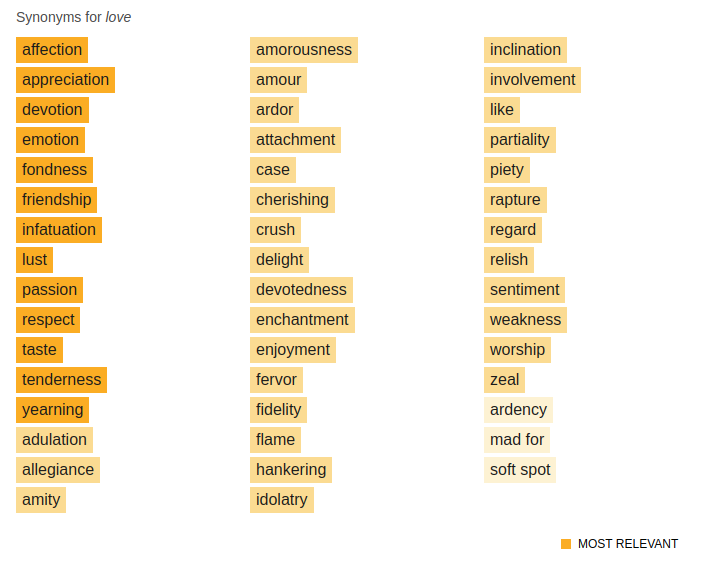 Synonyms for love
affection
appreciation
devotion
emotion
fondness
friendship
infatuation
lust
passion
respect
taste
tenderness
yearning
adulation
allegiance
amity
amorousness
amour
ardor
attachment
case
cherishing
crush
delight
devotedness
enchantment
enjoyment
fervor
fidelity
flame
hankering
idolatry
inclination
involvement
like
partiality
piety
rapture
regard
relish
sentiment
weakness
worship
zeal
ardency
mad for
soft spot
MOST RELEVANT